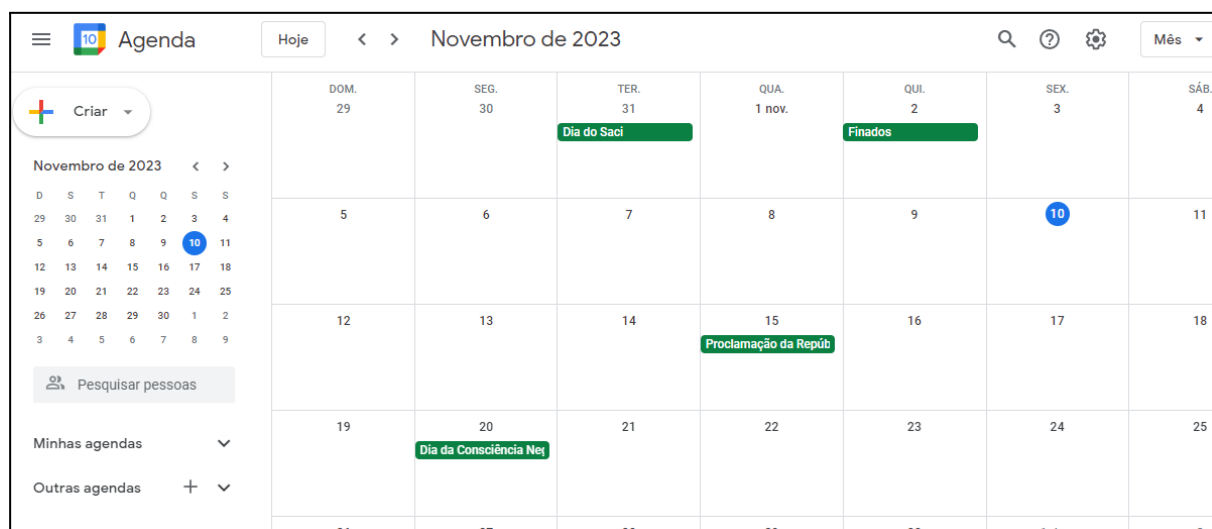 10 Agenda Hoje Novembro de 2023 Mês
Criar
Novembro de 2023
D S T Q Q S S
29 30 31 1 2 3 4
5 6 7 8 9 10 11
12 13 14 15 16 17 18
19 20 21 22 23 24 25
26 27 28 29 30 1 2
3 4 5 6 7 8 9
Pesquisar pessoas
Minhas agendas
Outras agendas
DOM. SEG. TER. QUA. QUI. SEX. SÁB.
29 30 31 1 nov. 2 3 4
Dia do Saci Finados
5 6 7 8 9 10 11
12 13 14 15 16 17 18
Proclamação da Repúb
19 20 21 22 23 24 25
Dia da Consciência Neg